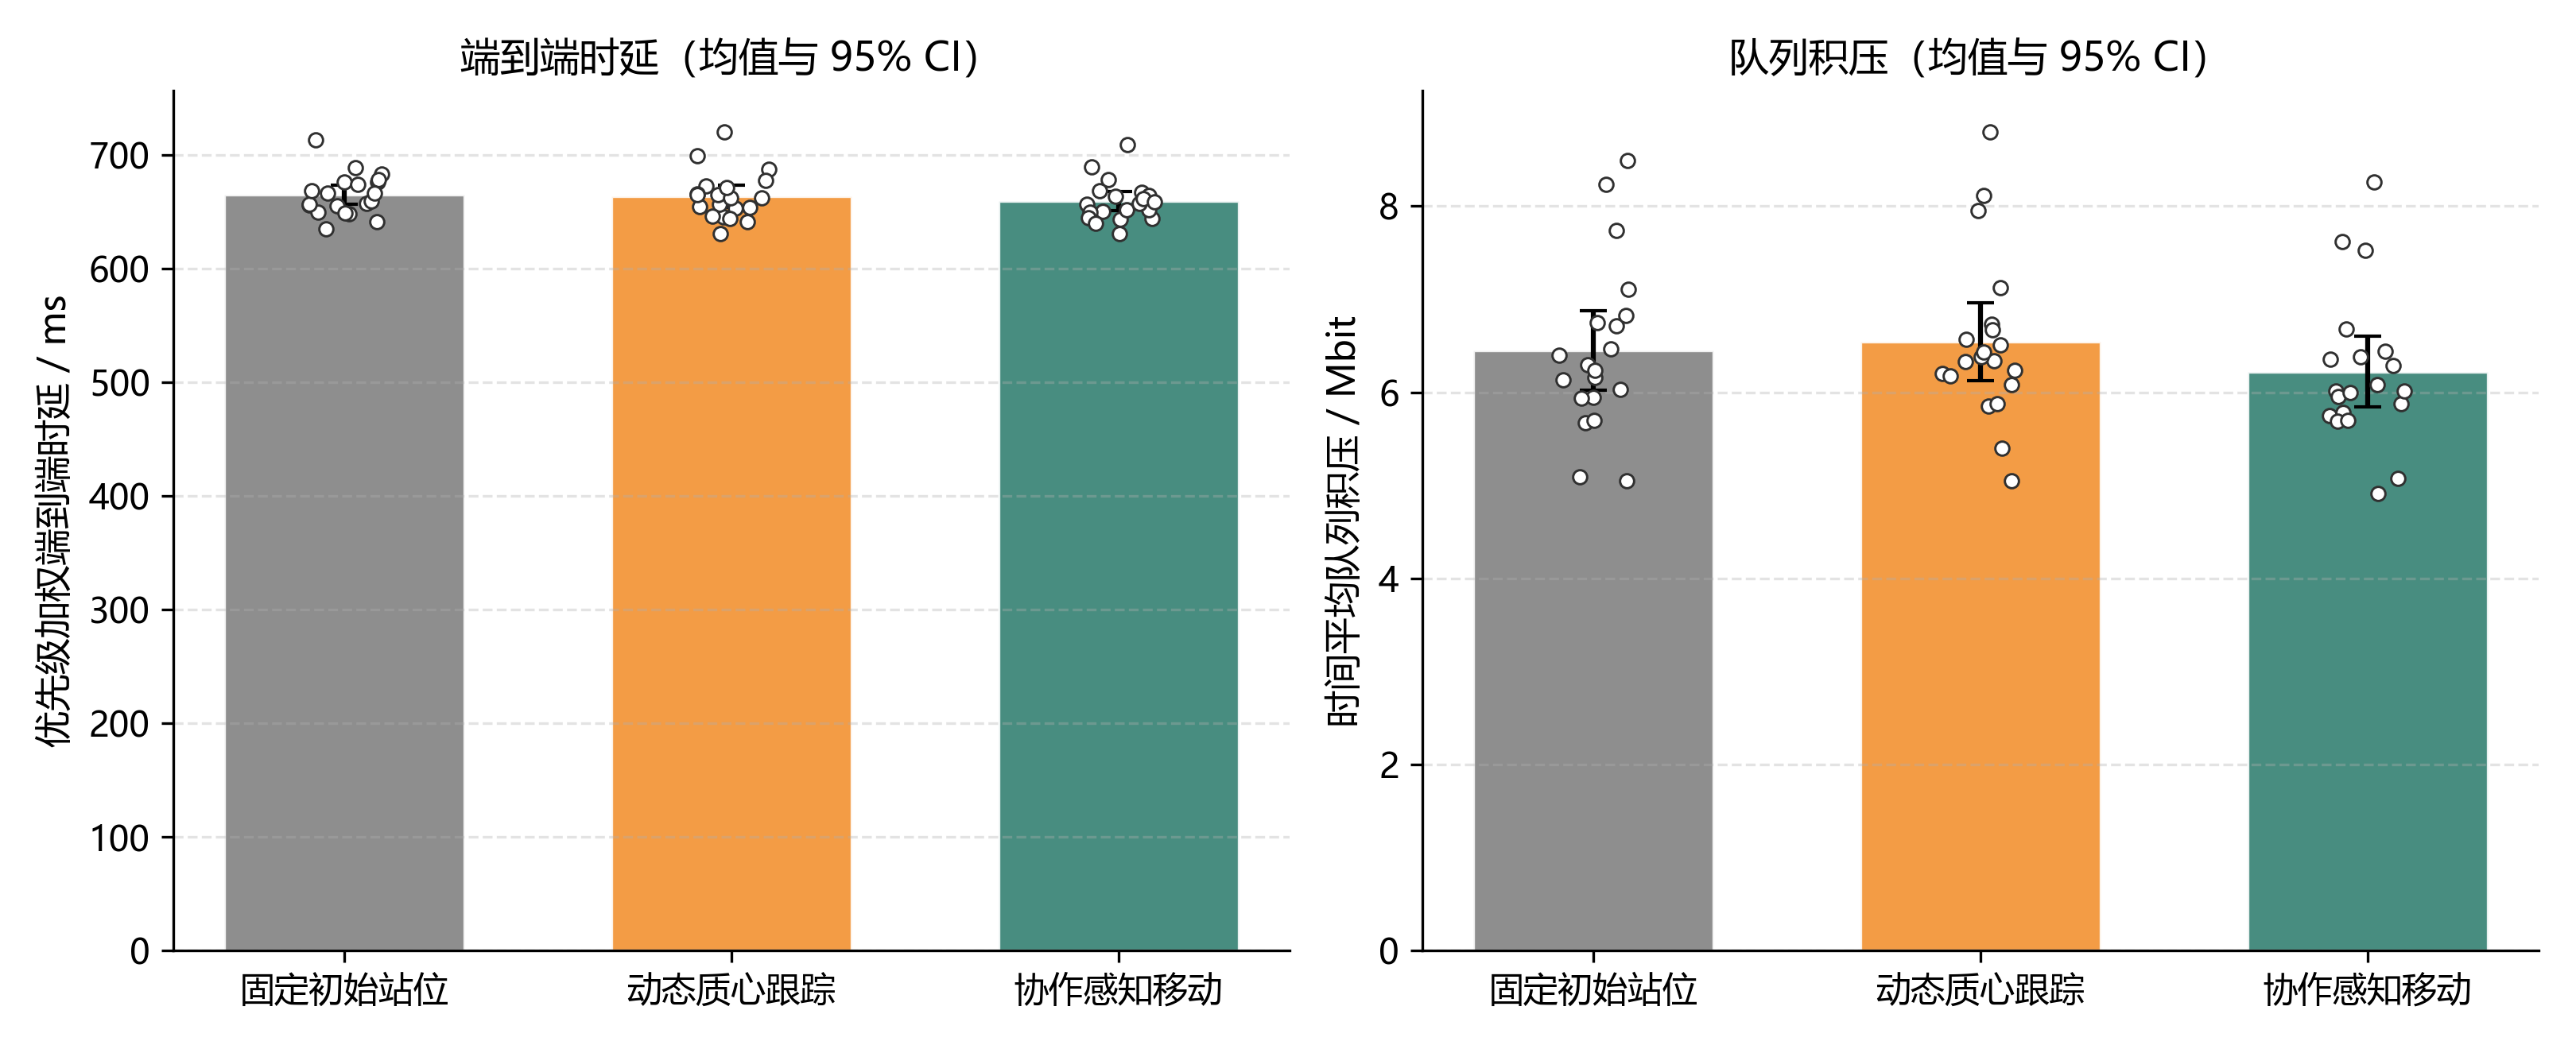 端到端时延（均值与 95% CI）
优先级加权端到端时延 / ms
700
600
500
400
300
200
100
0
固定初始站位
动态质心跟踪
协作感知移动
队列积压（均值与 95% CI）
时间平均队列积压 / Mbit
8
6
4
2
0
固定初始站位
动态质心跟踪
协作感知移动